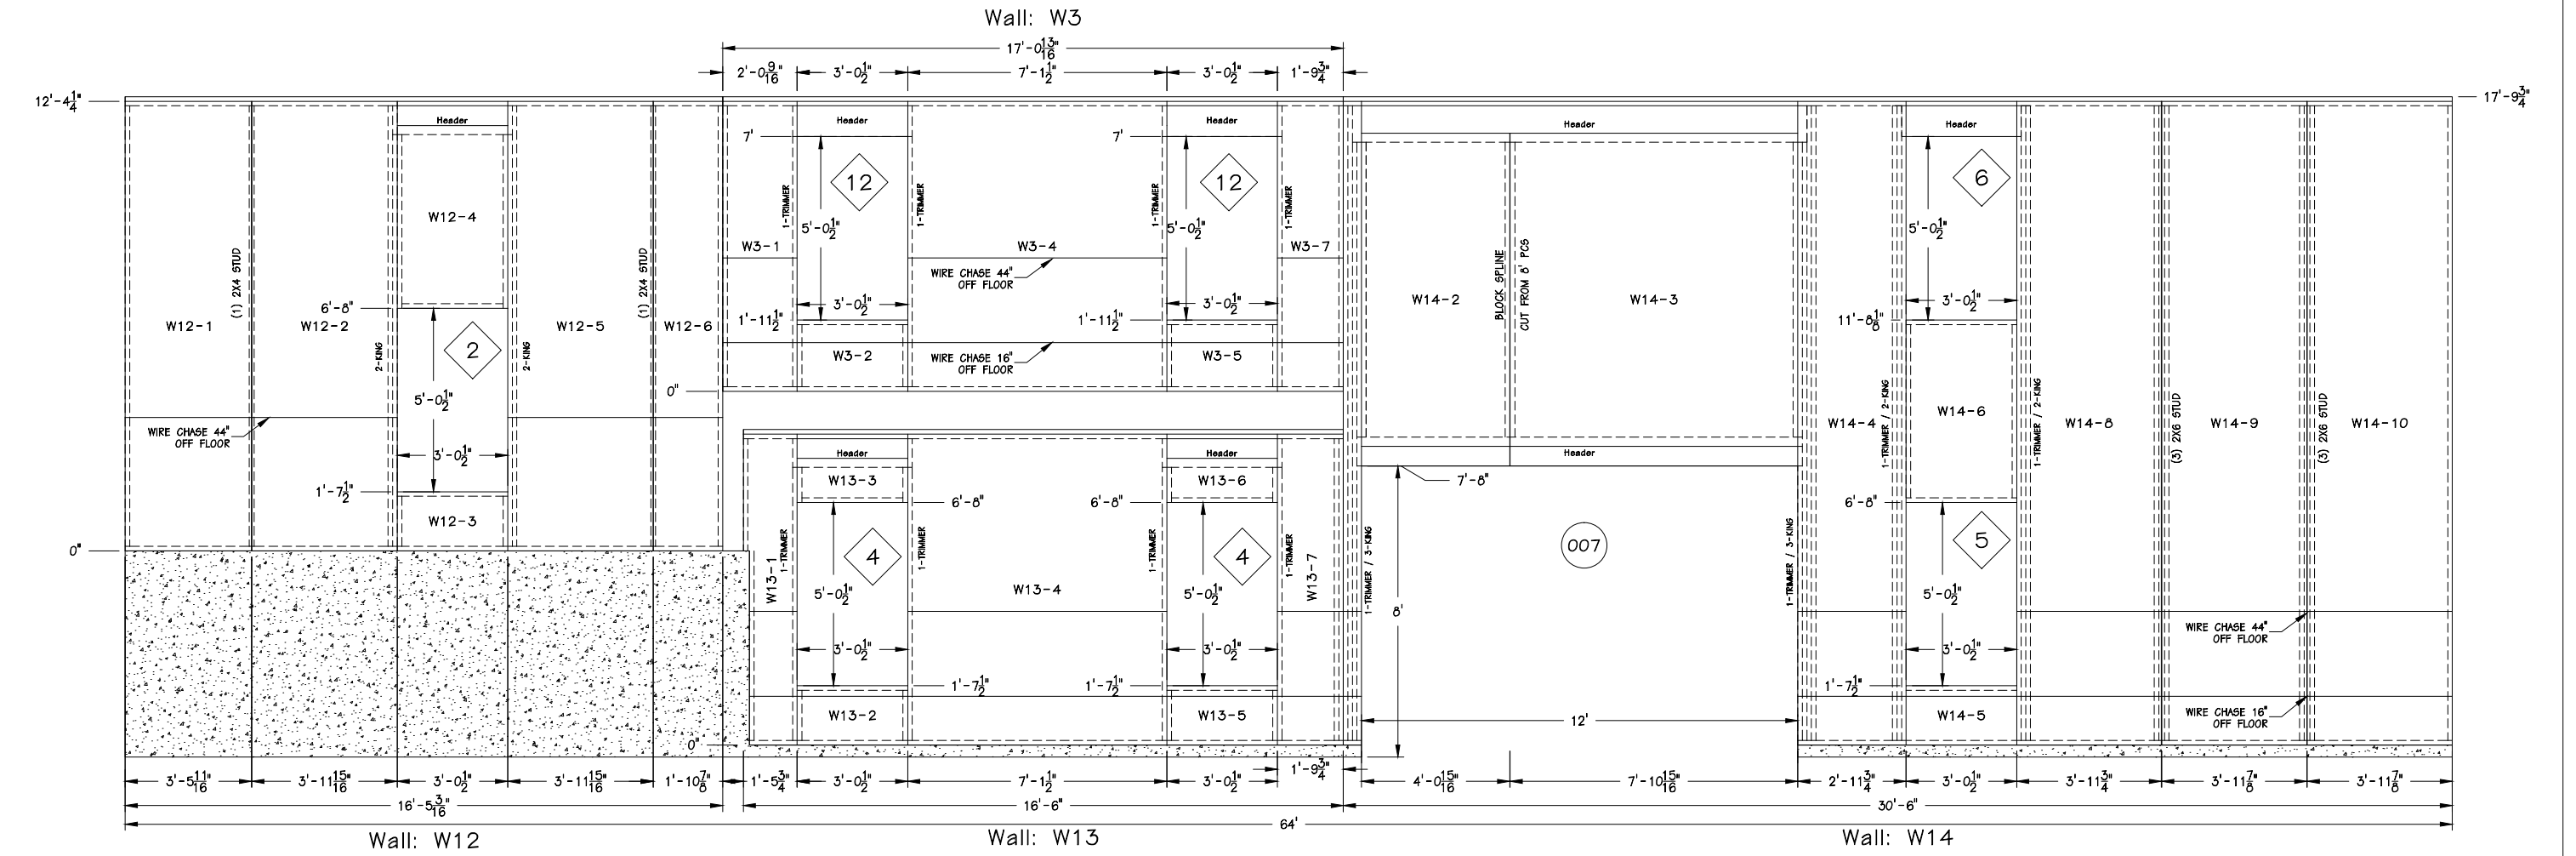 Wall: W3
17'-0 13/16"
2'-0 9/16" 3'-0 1/2" 7'-1 1/2" 3'-0 1/2" 1'-9 3/4"
12'-4 1/4"
17'-9 3/4"
Header
Header
Header
Header
Header
7'
7'
12
12
6
2-KING
2-KING
(1) 2X4 STUD
(1) 2X4 STUD
1-TRIMMER
1-TRIMMER
1-TRIMMER
1-TRIMMER
W12-4
5'-0 1/2"
5'-0 1/2"
5'-0 1/2"
W3-1
W3-4
W3-7
WIRE CHASE 44"
OFF FLOOR
BLOCK SPLINE
CUT FROM 8' PCS
W14-2
W14-3
3'-0 1/2"
3'-0 1/2"
3'-0 1/2"
6'-8"
1'-11 1/2"
1'-11 1/2"
11'-8 1/8"
W12-1
W12-2
W12-5
W12-6
2
W3-2
W3-5
WIRE CHASE 16"
OFF FLOOR
0"
5'-0 1/2"
W14-4
W14-6
W14-8
W14-9
W14-10
1-TRIMMER / 2-KING
1-TRIMMER / 2-KING
(3) 2X6 STUD
(3) 2X6 STUD
WIRE CHASE 44"
OFF FLOOR
3'-0 1/2"
Header
Header
Header
1'-7 1/2"
W13-3
W13-6
7'-8"
6'-8"
6'-8"
6'-8"
W12-3
0"
4
4
007
5
1-TRIMMER
1-TRIMMER
1-TRIMMER
1-TRIMMER
1-TRIMMER / 3-KING
1-TRIMMER / 3-KING
W13-1
W13-4
W13-7
5'-0 1/2"
5'-0 1/2"
5'-0 1/2"
8'
WIRE CHASE 44"
OFF FLOOR
3'-0 1/2"
3'-0 1/2"
3'-0 1/2"
1'-7 1/2"
1'-7 1/2"
1'-7 1/2"
W13-2
W13-5
12'
W14-5
WIRE CHASE 16"
OFF FLOOR
0"
1'-9 3/4"
3'-5 11/16" 3'-11 15/16" 3'-0 1/2" 3'-11 15/16" 1'-10 7/8" 1'-5 3/4" 3'-0 1/2" 7'-1 1/2" 3'-0 1/2" 4'-0 15/16" 7'-10 15/16" 2'-11 3/4" 3'-0 1/2" 3'-11 3/4" 3'-11 7/8" 3'-11 7/8"
16'-5 3/16" 16'-6" 30'-6"
64'
Wall: W12
Wall: W13
Wall: W14